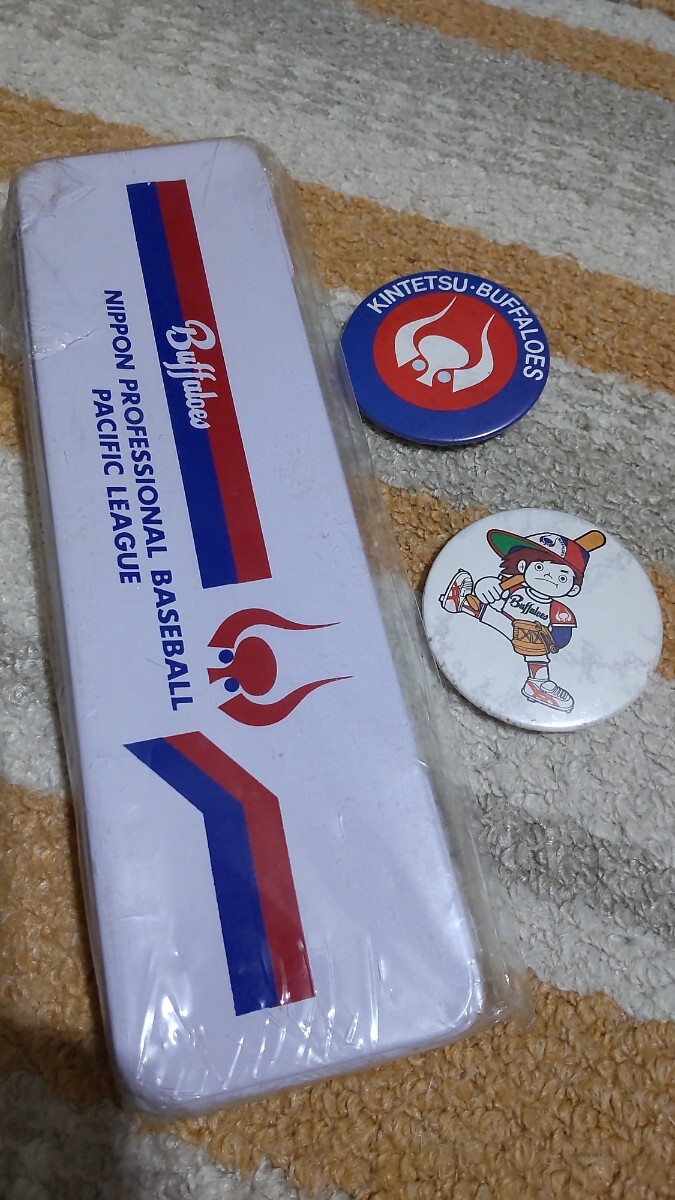 Buffaloes
NIPPON PROFESSIONAL BASEBALL
PACIFIC LEAGUE
KINTETSU·BUFFALOES
Buffaloes